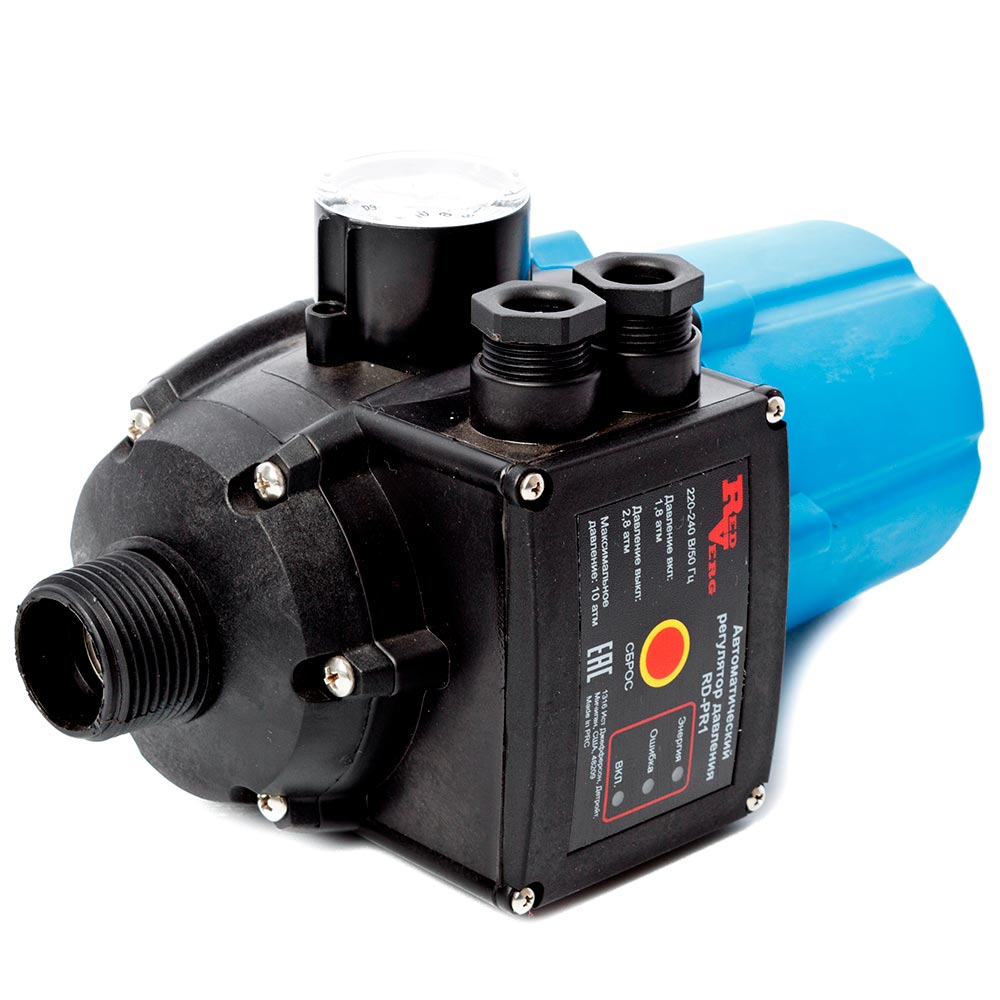 RED VERG
Автоматический
регулятор давления
RD-PR1
220-240 В/50 Гц
Давление вкл:
1,8 атм
Давление выкл:
2,8 атм
Максимальное
давление: 10 атм
СБРОС
EAC
Энергия
Ошибка
ВКЛ.
1316 Ист Джефферсон, Детройт,
Мичиган, США, 48209
Made in PRC